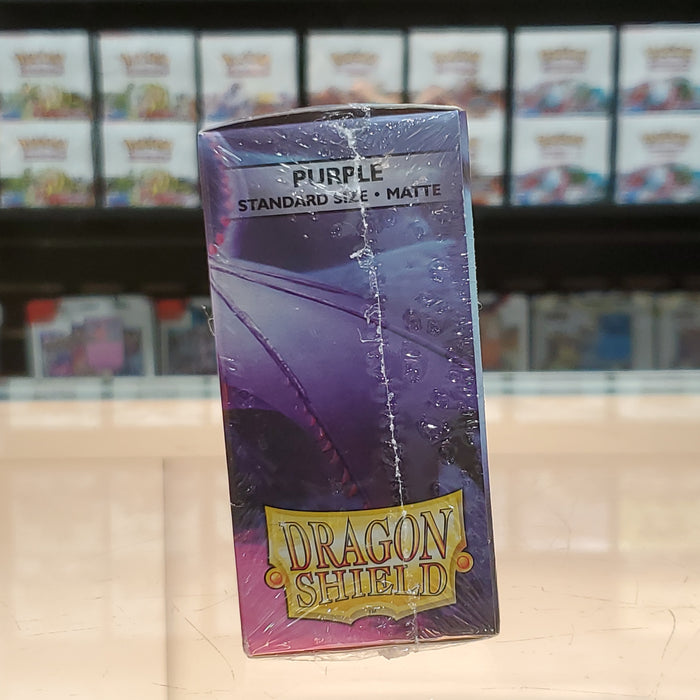 PURPLE
STANDARD SIZE • MATTE
DRAGON
SHIELD